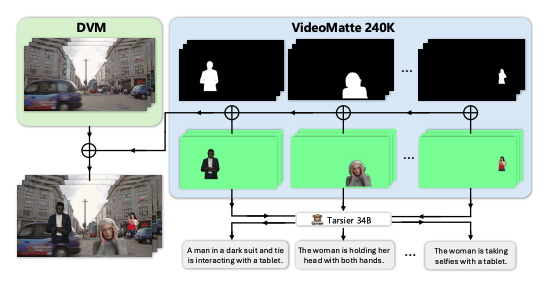 DVM
VideoMatte 240K
...
...
Tarsier 34B
A man in a dark suit and tie
is interacting with a tablet.
The woman is holding her
head with both hands.
...
The woman is taking
selfies with a tablet.